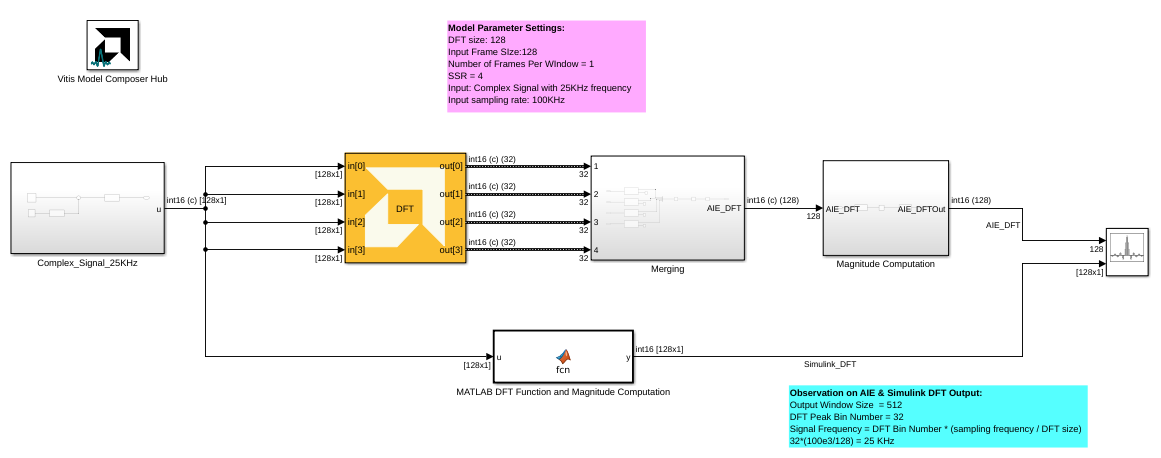 Model Parameter Settings:
DFT size: 128
Input Frame SIze:128
Number of Frames Per WIndow = 1
SSR = 4
Input: Complex Signal with 25KHz frequency
Input sampling rate: 100KHz
Vitis Model Composer Hub
u
int16 (c) [128x1]
Complex_Signal_25KHz
in[0]
[128x1]
in[1]
[128x1]
in[2]
[128x1]
in[3]
[128x1]
DFT
out[0]
int16 (c) (32)
32
out[1]
int16 (c) (32)
32
out[2]
int16 (c) (32)
32
out[3]
int16 (c) (32)
32
1
2
3
4
AIE_DFT
Merging
int16 (c) (128)
128
AIE_DFT
AIE_DFTOut
Magnitude Computation
int16 (128)
AIE_DFT
128
[128x1]
[128x1]
u
fcn
y
int16 [128x1]
MATLAB DFT Function and Magnitude Computation
Simulink_DFT
Observation on AIE & Simulink DFT Output:
Output Window Size  = 512
DFT Peak Bin Number = 32
Signal Frequency = DFT Bin Number * (sampling frequency / DFT size)
32*(100e3/128) = 25 KHz